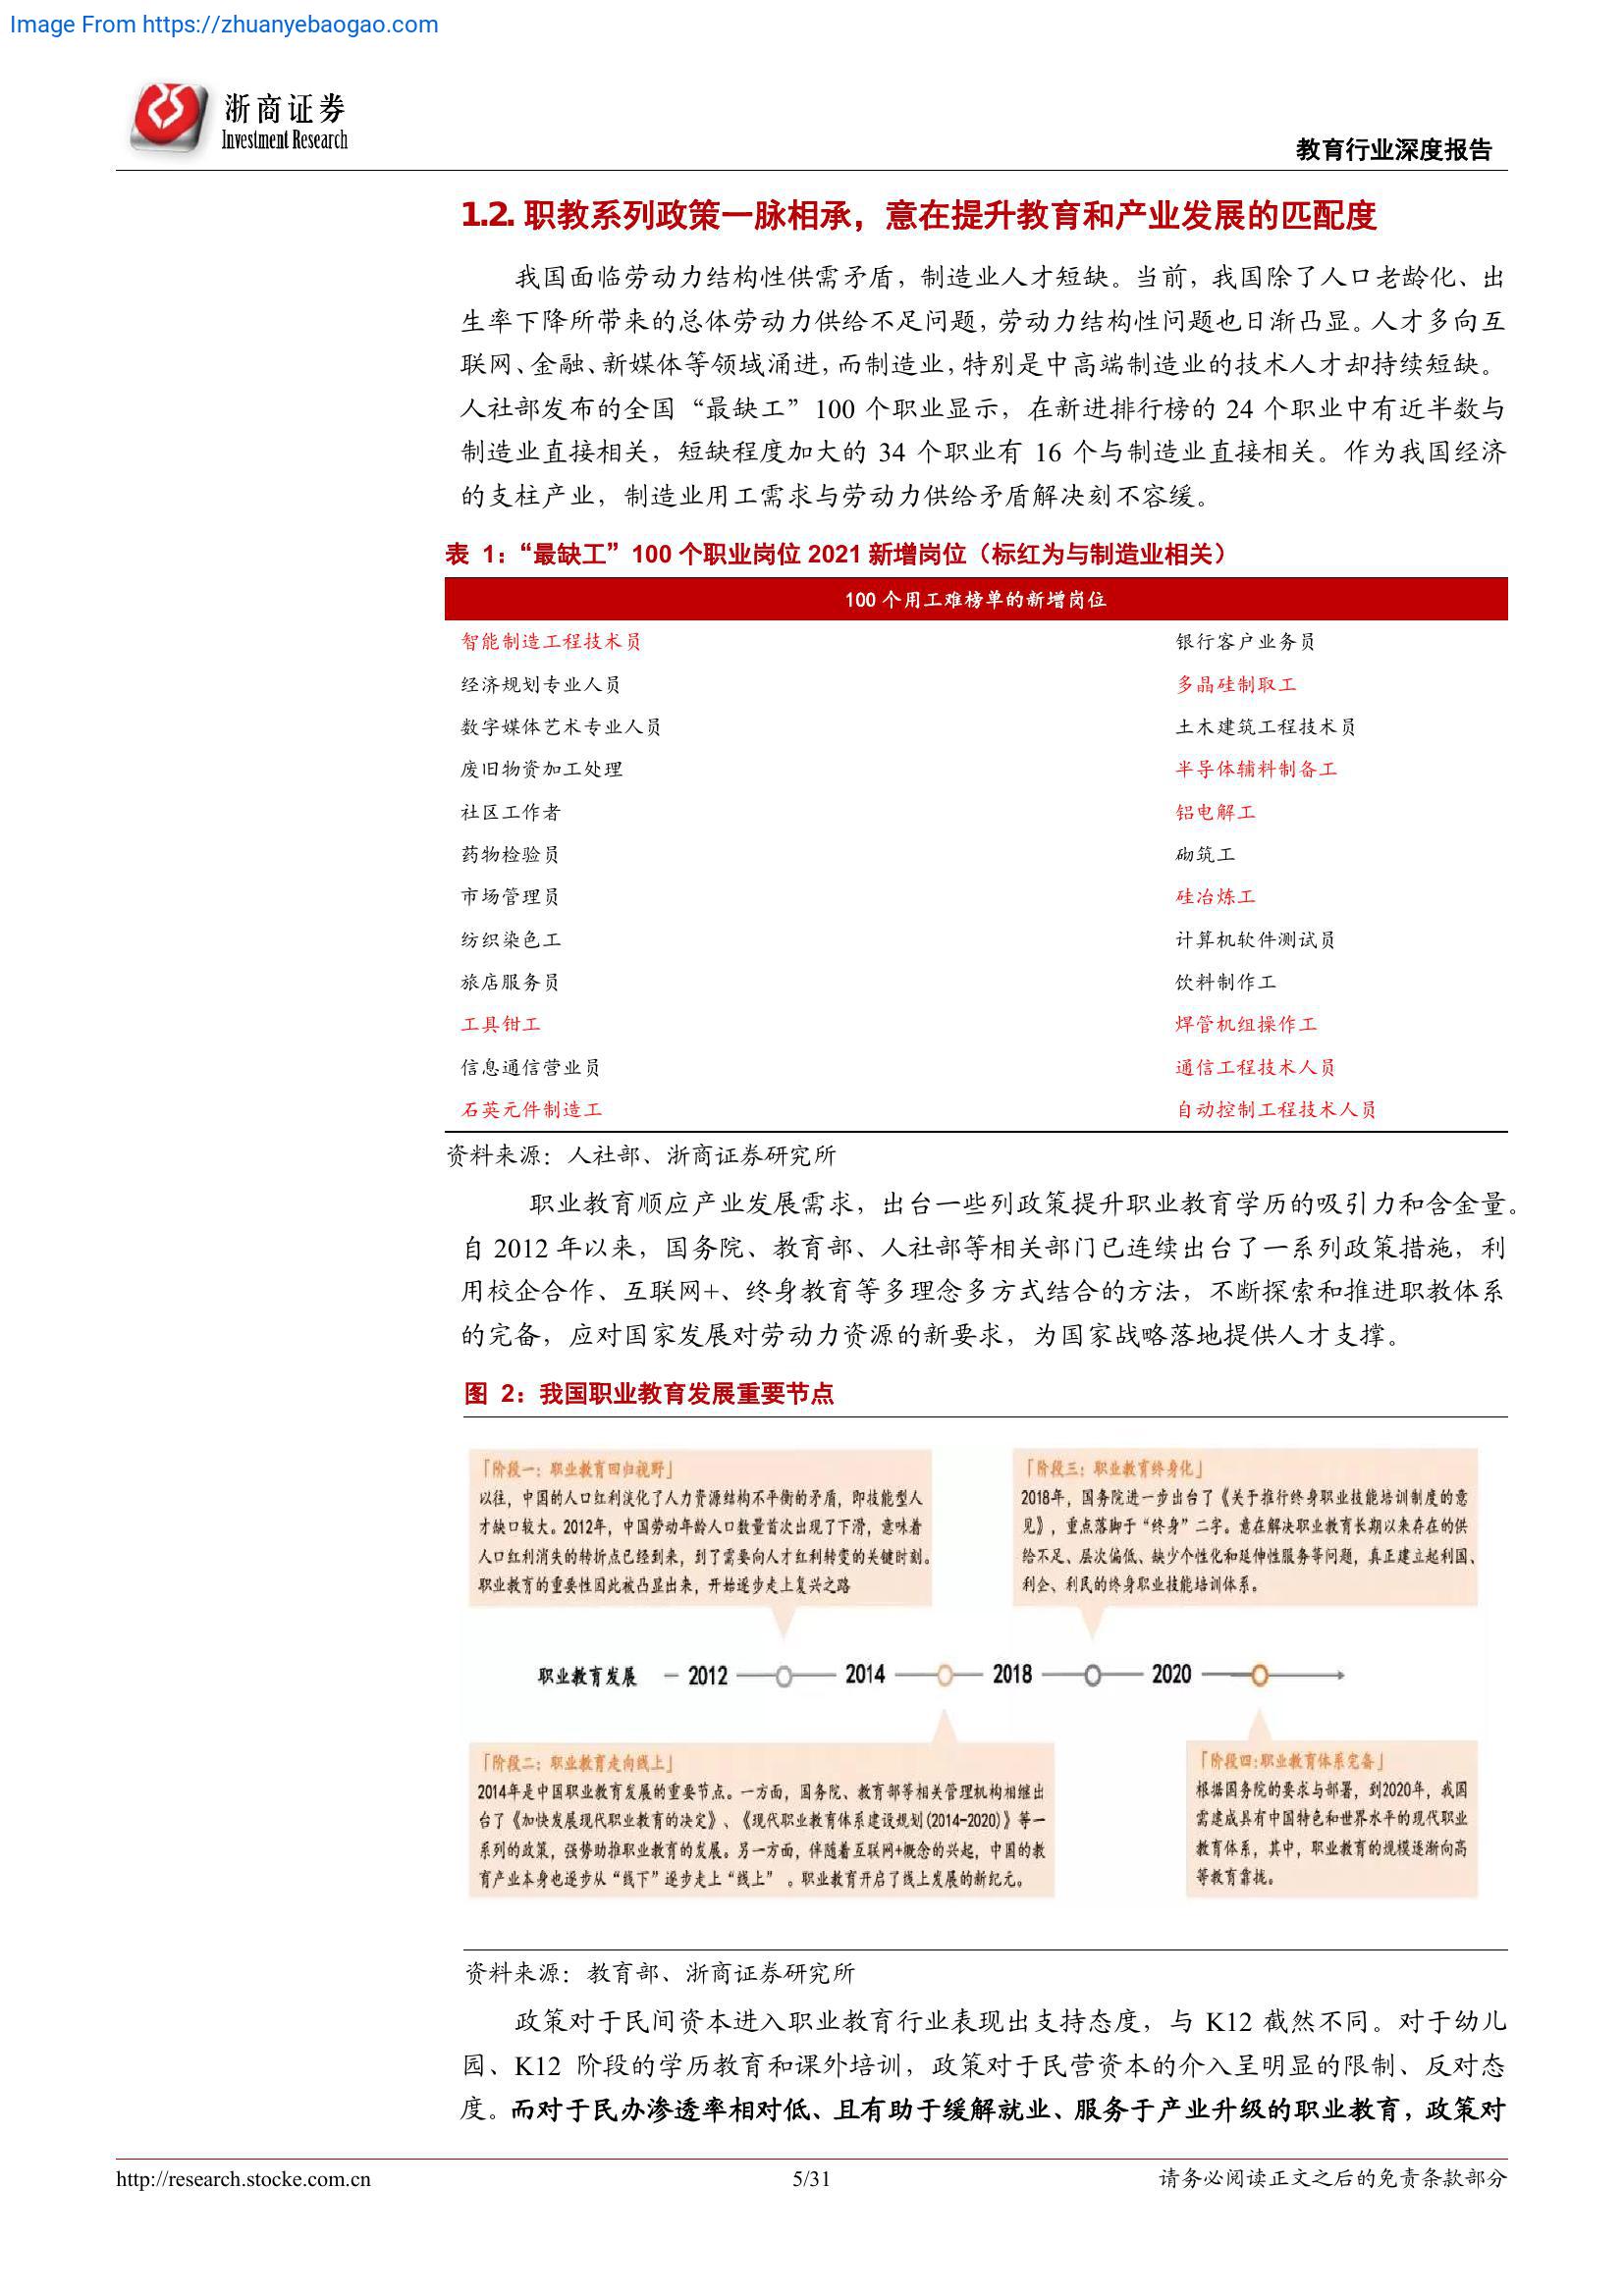 Image From https://zhuanyebaogao.com
浙商证券
Investment Research
教育行业深度报告
1.2. 职教系列政策一脉相承，意在提升教育和产业发展的匹配度
我国面临劳动力结构性供需矛盾，制造业人才短缺。当前，我国除了人口老龄化、出
生率下降所带来的总体劳动力供给不足问题，劳动力结构性问题也日渐凸显。人才多向互
联网、金融、新媒体等领域涌进，而制造业，特别是中高端制造业的技术人才却持续短缺。
人社部发布的全国“最缺工”100 个职业显示，在新进排行榜的 24 个职业中有近半数与
制造业直接相关，短缺程度加大的 34 个职业有 16 个与制造业直接相关。作为我国经济
的支柱产业，制造业用工需求与劳动力供给矛盾解决刻不容缓。
表 1：“最缺工”100 个职业岗位 2021 新增岗位（标红为与制造业相关）
100 个用工难榜单的新增岗位
智能制造工程技术员 银行客户业务员
经济规划专业人员 多晶硅制取工
数字媒体艺术专业人员 土木建筑工程技术员
废旧物资加工处理 半导体辅料制备工
社区工作者 铝电解工
药物检验员 砌筑工
市场管理员 硅冶炼工
纺织染色工 计算机软件测试员
旅店服务员 饮料制作工
工具钳工 焊管机组操作工
信息通信营业员 通信工程技术人员
石英元件制造工 自动控制工程技术人员
资料来源：人社部、浙商证券研究所
职业教育顺应产业发展需求，出台一些列政策提升职业教育学历的吸引力和含金量。
自 2012 年以来，国务院、教育部、人社部等相关部门已连续出台了一系列政策措施，利
用校企合作、互联网+、终身教育等多理念多方式结合的方法，不断探索和推进职教体系
的完备，应对国家发展对劳动力资源的新要求，为国家战略落地提供人才支撑。
图 2：我国职业教育发展重要节点
「阶段一：职业教育回归视野」
以往，中国的人口红利淡化了人力资源结构不平衡的矛盾，即技能型人
才缺口较大。2012年，中国劳动年龄人口数量首次出现了下滑，意味着
人口红利消失的转折点已经到来，到了需要向人才红利转变的关键时刻。
职业教育的重要性因此被凸显出来，开始逐步走上复兴之路
「阶段三：职业教育终身化」
2018年，国务院进一步出台了《关于推行终身职业技能培训制度的意
见》，重点落脚于“终身”二字。意在解决职业教育长期以来存在的供
给不足、层次偏低、缺少个性化和延伸性服务等问题，真正建立起利国、
利企、利民的终身职业技能培训体系。
职业教育发展 2012 2014 2018 2020
「阶段二：职业教育走向线上」
2014年是中国职业教育发展的重要节点。一方面，国务院、教育部等相关管理机构相继出
台了《加快发展现代职业教育的决定》、《现代职业教育体系建设规划(2014-2020)》等一
系列的政策，强势助推职业教育的发展。另一方面，伴随着互联网+概念的兴起，中国的教
育产业本身也逐步从“线下”逐步走上“线上” 。职业教育开启了线上发展的新纪元。
「阶段四:职业教育体系完备」
根据国务院的要求与部署，到2020年，我国
需建成具有中国特色和世界水平的现代职业
教育体系，其中，职业教育的规模逐渐向高
等教育靠拢。
资料来源：教育部、浙商证券研究所
政策对于民间资本进入职业教育行业表现出支持态度，与 K12 截然不同。对于幼儿
园、K12 阶段的学历教育和课外培训，政策对于民营资本的介入呈明显的限制、反对态
度。而对于民办渗透率相对低、且有助于缓解就业、服务于产业升级的职业教育，政策对
http://research.stocke.com.cn 5/31 请务必阅读正文之后的免责条款部分